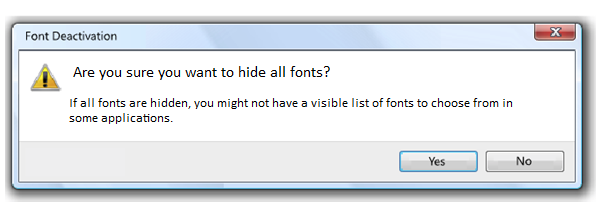 Font Deactivation
Are you sure you want to hide all fonts?
If all fonts are hidden, you might not have a visible list of fonts to choose from in
some applications.
Yes No